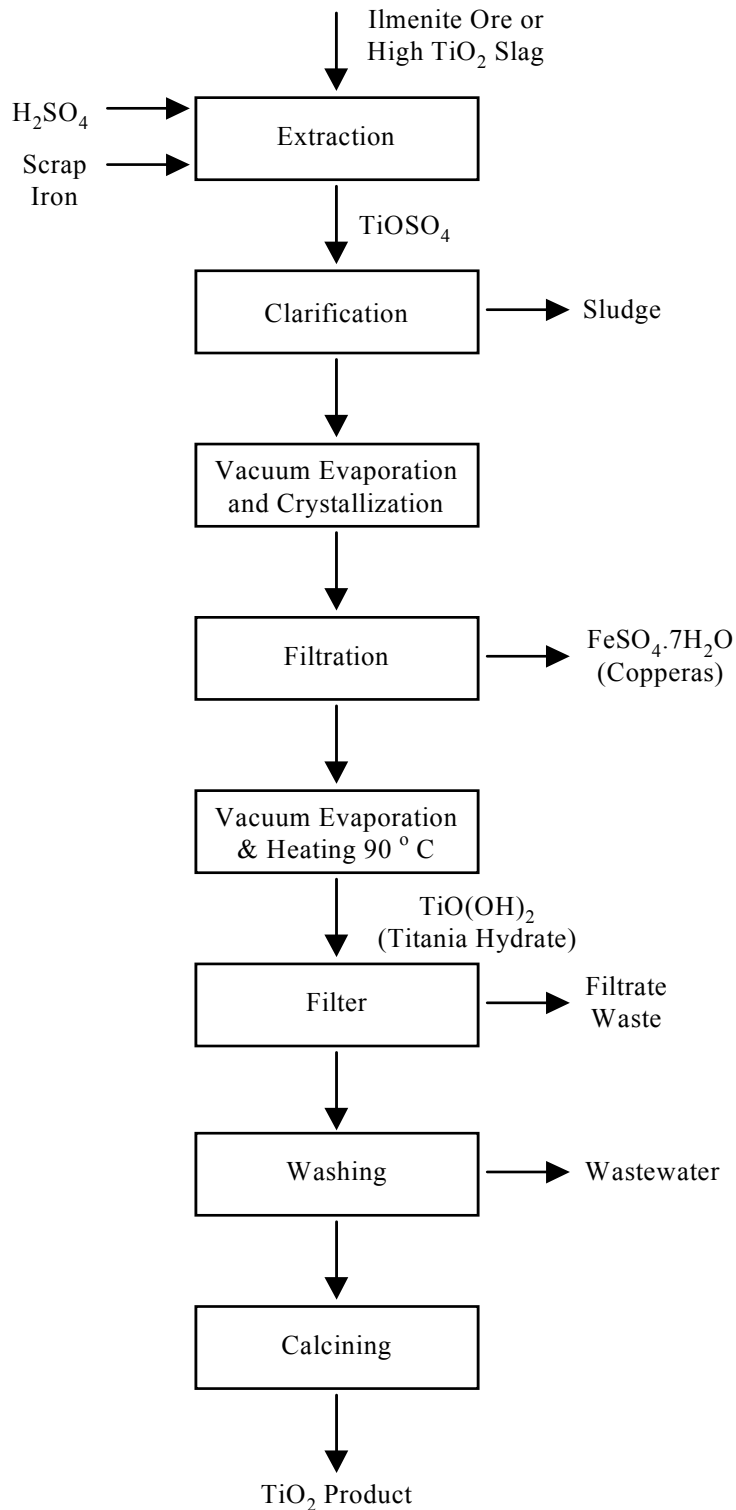 Ilmenite Ore or
High TiO₂ Slag
H₂SO₄
Scrap
Iron
Extraction
TiOSO₄
Clarification
Sludge
Vacuum Evaporation
and Crystallization
Filtration
FeSO₄.7H₂O
(Copperas)
Vacuum Evaporation
& Heating 90 ° C
TiO(OH)₂
(Titania Hydrate)
Filter
Filtrate
Waste
Washing
Wastewater
Calcining
TiO₂ Product